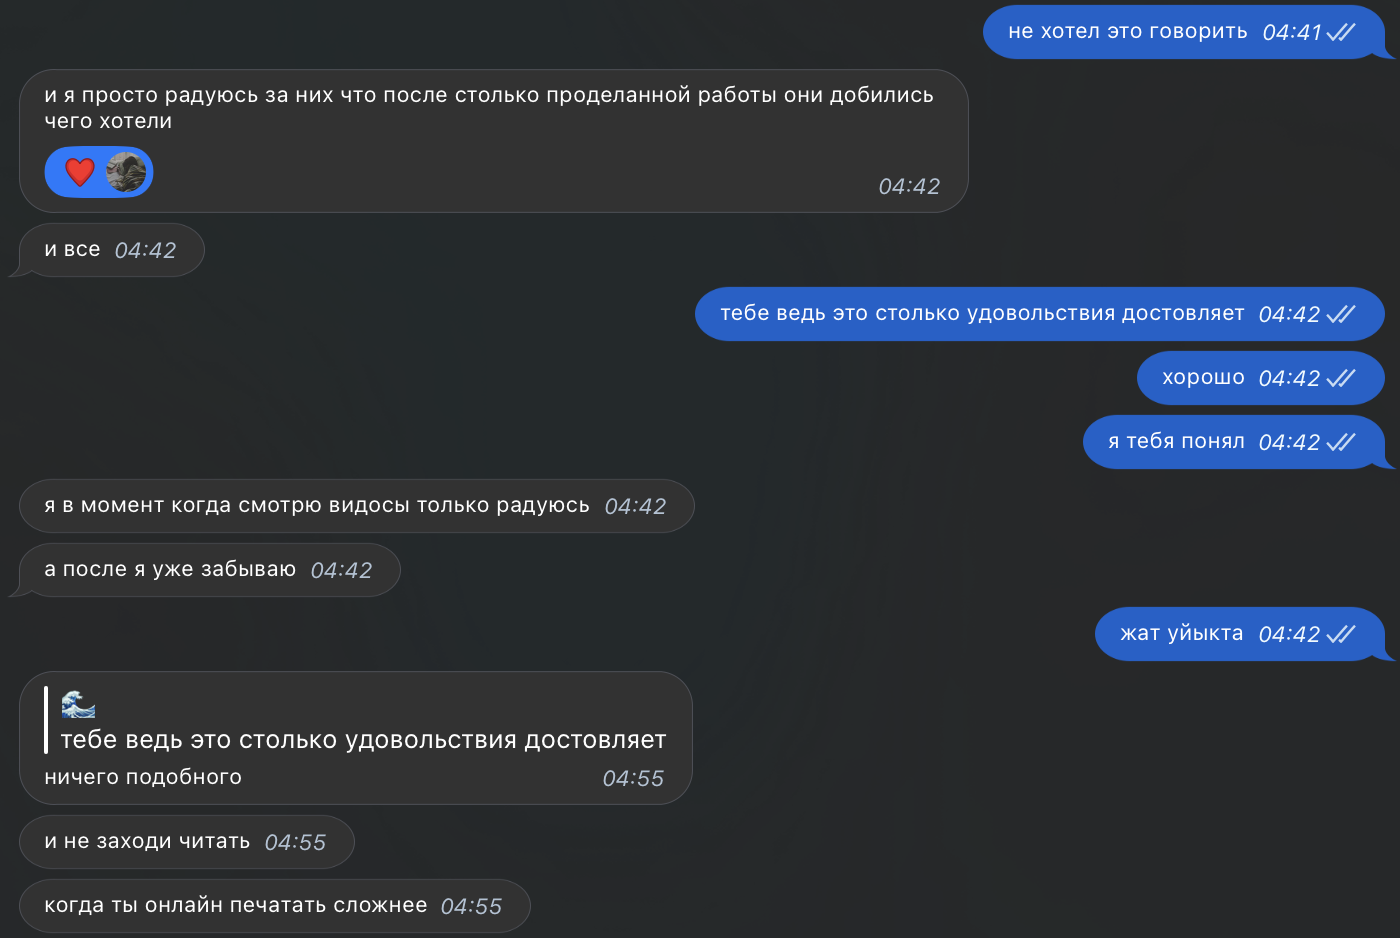 не хотел это говорить 04:41
и я просто радуюсь за них что после столько проделанной работы они добились
чего хотели
04:42
и все 04:42
тебе ведь это столько удовольствия достовляет 04:42
хорошо 04:42
я тебя понял 04:42
я в момент когда смотрю видосы только радуюсь 04:42
а после я уже забываю 04:42
жат уйыкта 04:42
🌊
тебе ведь это столько удовольствия достовляет
ничего подобного 04:55
и не заходи читать 04:55
когда ты онлайн печатать сложнее 04:55